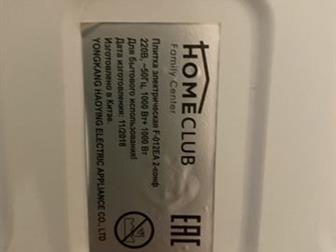 HOMECLUB
Family Center
Плитка электрическая F-012EA 2-конф
220В, ~50Гц, 1000 Вт+ 1000 Вт
Для бытового использования!
Дата изготовления: 11/2018
Изготовлено в Китае.
YONGKANG HAOYING ELECTRIC APPLIANCE CO., LTD
EAC